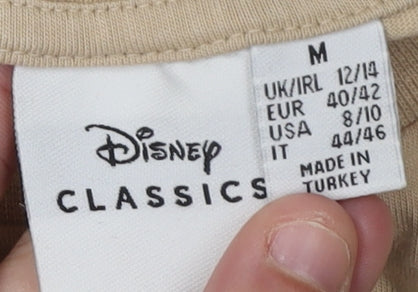 Disney
CLASSICS
M
UK/IRL 12/14
EUR 40/42
USA 8/10
IT 44/46
MADE IN
TURKEY